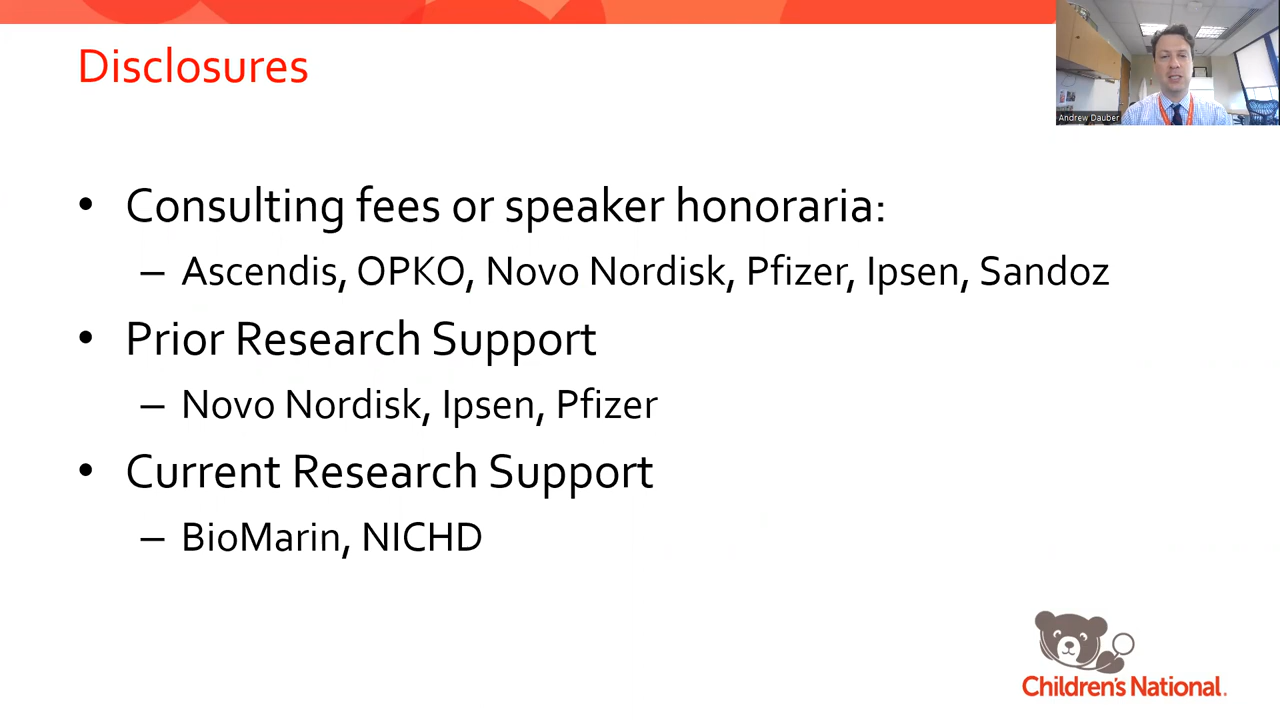 Disclosures
Andrew Dauber
• Consulting fees or speaker honoraria:
– Ascendis, OPKO, Novo Nordisk, Pfizer, Ipsen, Sandoz
• Prior Research Support
– Novo Nordisk, Ipsen, Pfizer
• Current Research Support
– BioMarin, NICHD
Children's National.